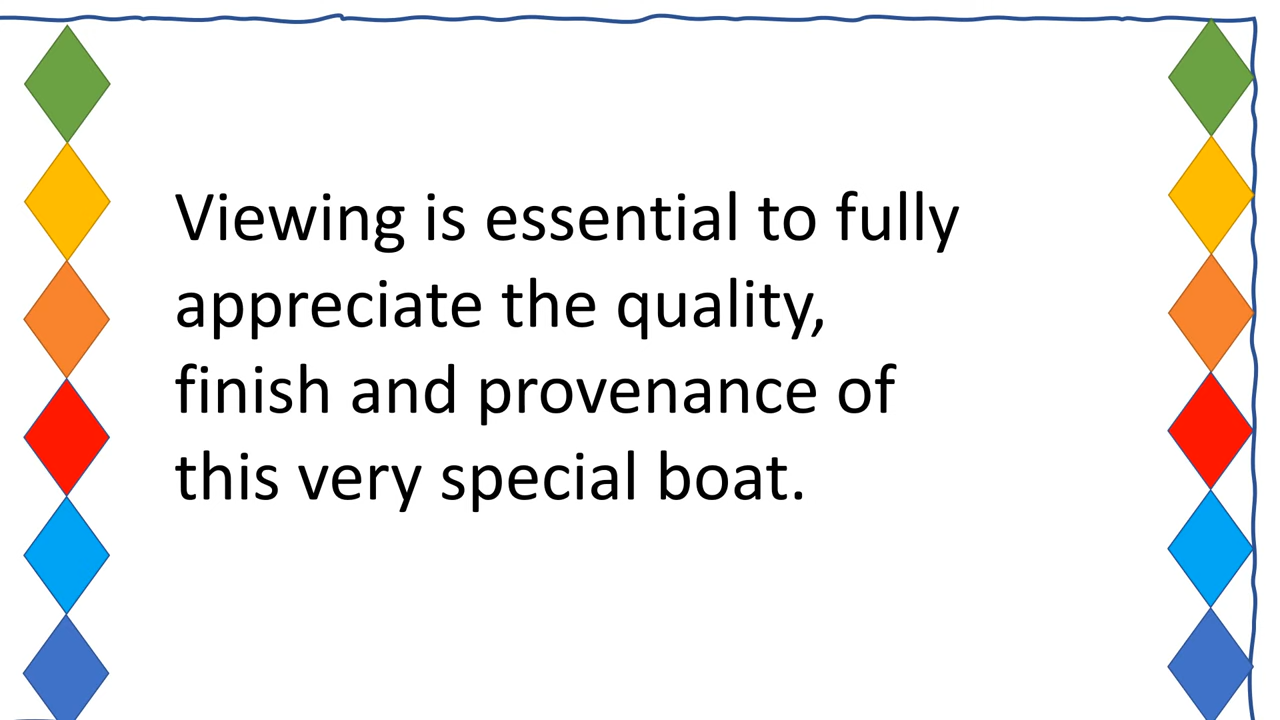 Viewing is essential to fully
appreciate the quality,
finish and provenance of
this very special boat.